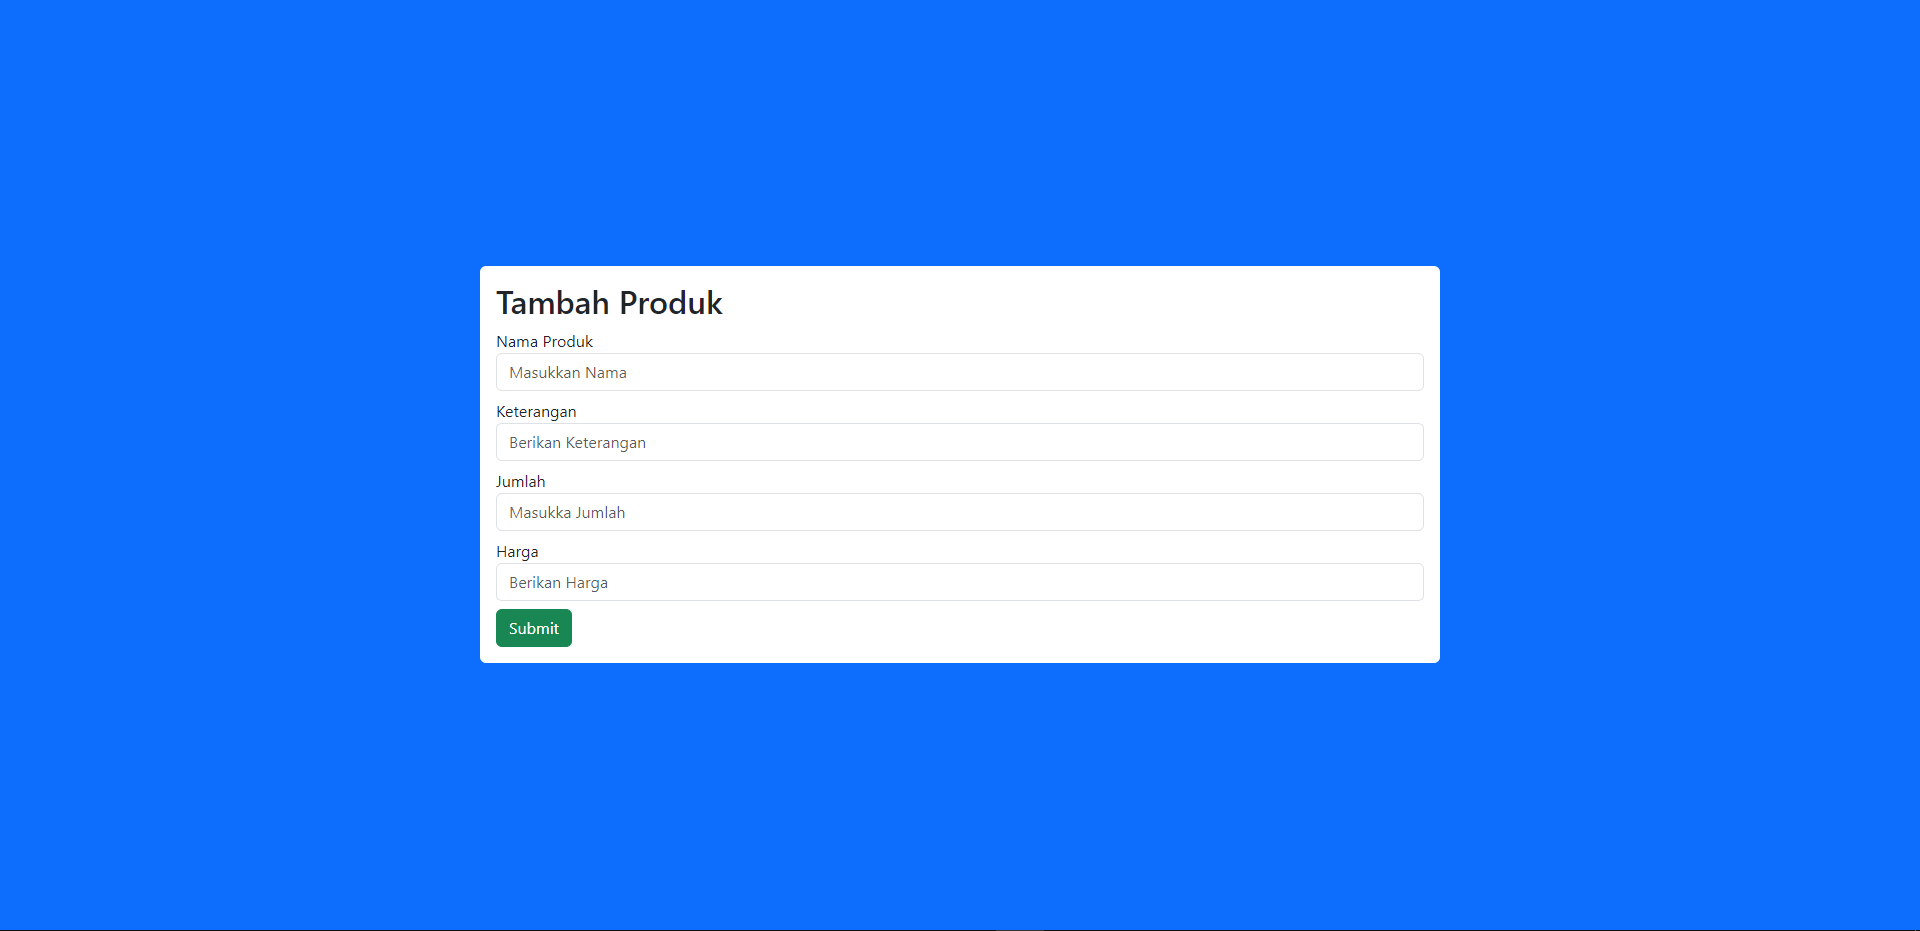 Tambah Produk
Nama Produk
Masukkan Nama
Keterangan
Berikan Keterangan
Jumlah
Masukka Jumlah
Harga
Berikan Harga
Submit